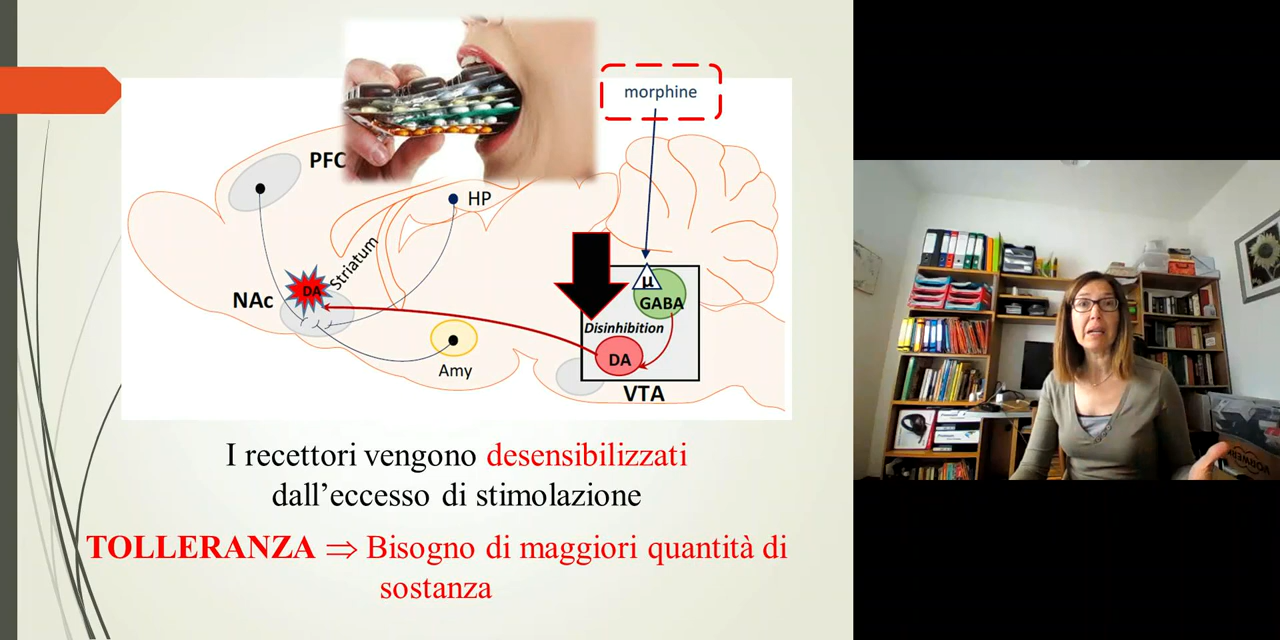 morphine
PFC
HP
Striatum
DA
NAc
µ
GABA
Disinhibition
DA
Amy
VTA
I recettori vengono desensibilizzati
dall’eccesso di stimolazione
TOLLERANZA ⇒ Bisogno di maggiori quantità di
sostanza